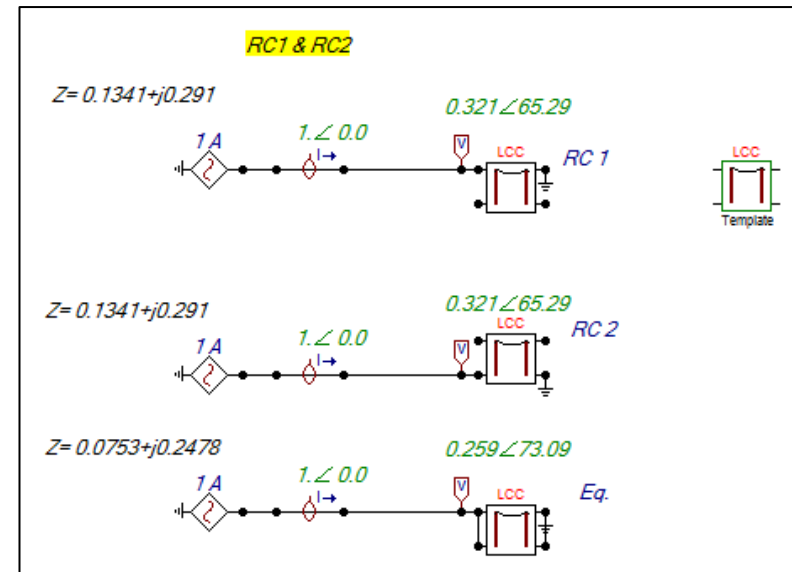 RC1 & RC2
Z= 0.1341+j0.291
0.321∠65.29
1 A
1.∠ 0.0
I
V
LCC
RC 1
LCC
Template
Z= 0.1341+j0.291
0.321∠65.29
1 A
1.∠ 0.0
I
V
LCC
RC 2
Z= 0.0753+j0.2478
0.259∠73.09
1 A
1.∠ 0.0
I
V
LCC
Eq.